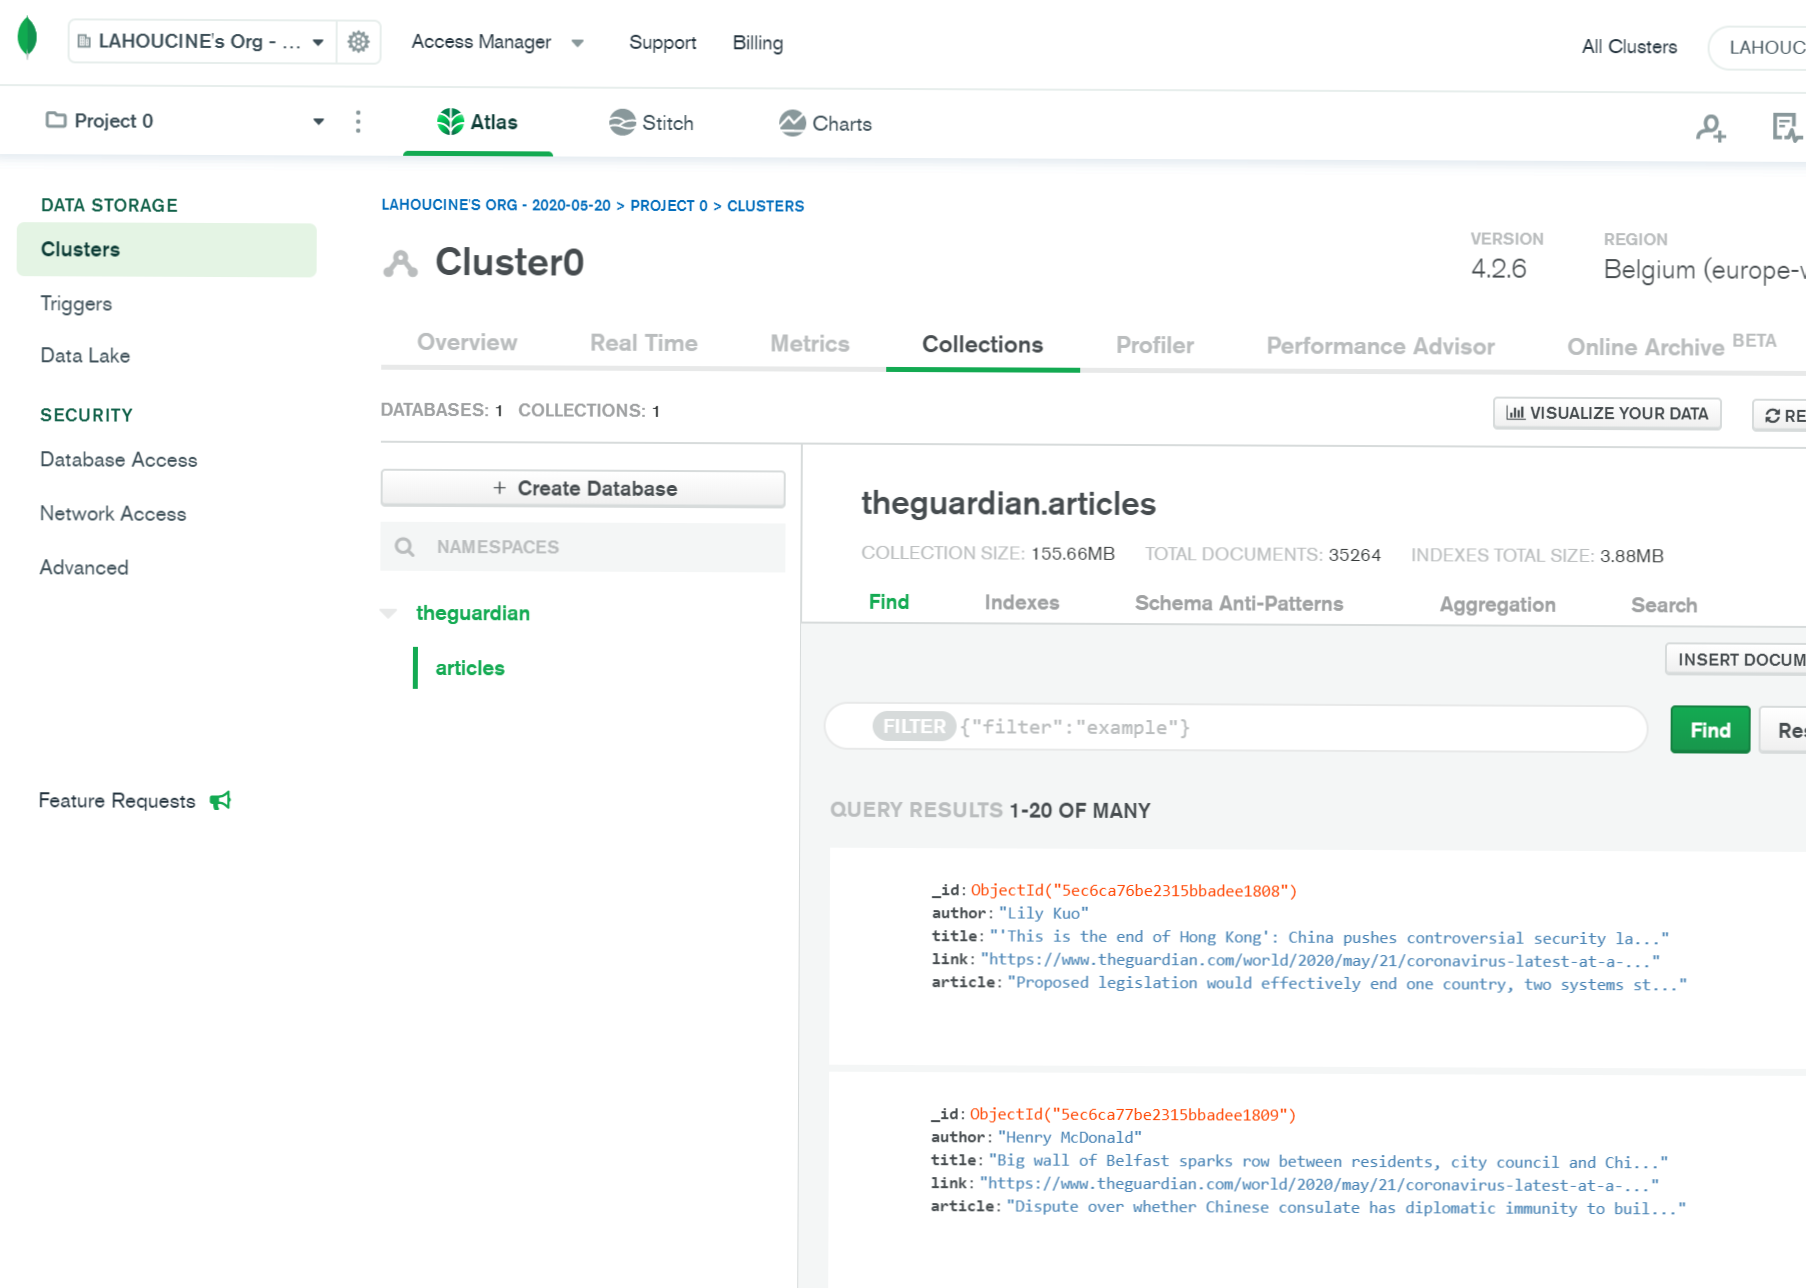 LAHOUCINE's Org - ...
Access Manager
Support
Billing
All Clusters
LAHOUC
Project 0
Atlas
Stitch
Charts
DATA STORAGE
Clusters
Triggers
Data Lake
SECURITY
Database Access
Network Access
Advanced
Feature Requests
LAHOUCINE'S ORG - 2020-05-20 > PROJECT 0 > CLUSTERS
Cluster0
VERSION
4.2.6
REGION
Belgium (europe-w
Overview
Real Time
Metrics
Collections
Profiler
Performance Advisor
Online Archive BETA
DATABASES: 1 COLLECTIONS: 1
VISUALIZE YOUR DATA
RE
+ Create Database
NAMESPACES
theguardian
articles
theguardian.articles
COLLECTION SIZE: 155.66MB TOTAL DOCUMENTS: 35264 INDEXES TOTAL SIZE: 3.88MB
Find
Indexes
Schema Anti-Patterns
Aggregation
Search
INSERT DOCUM
FILTER {"filter":"example"}
Find
Res
QUERY RESULTS 1-20 OF MANY
_id: ObjectId("5ec6ca76be2315bbadee1808")
author: "Lily Kuo"
title: "'This is the end of Hong Kong': China pushes controversial security la..."
link: "https://www.theguardian.com/world/2020/may/21/coronavirus-latest-at-a-..."
article: "Proposed legislation would effectively end one country, two systems st..."
_id: ObjectId("5ec6ca77be2315bbadee1809")
author: "Henry McDonald"
title: "Big wall of Belfast sparks row between residents, city council and Chi..."
link: "https://www.theguardian.com/world/2020/may/21/coronavirus-latest-at-a-..."
article: "Dispute over whether Chinese consulate has diplomatic immunity to buil..."